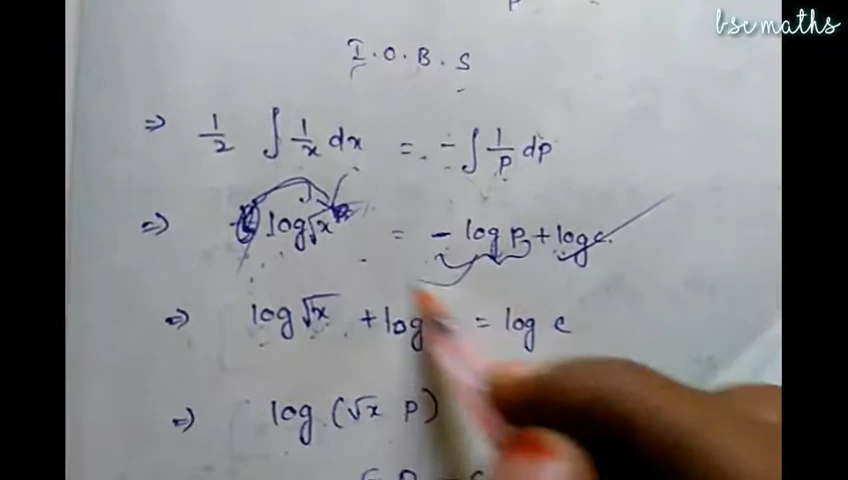 bsc maths
I.O.B.S
⇒ 1/2 ∫ 1/x dx = -∫ 1/p dp
⇒ log√x = - log p + log c.
⇒ log √x + log = log c
⇒ log (√x p)